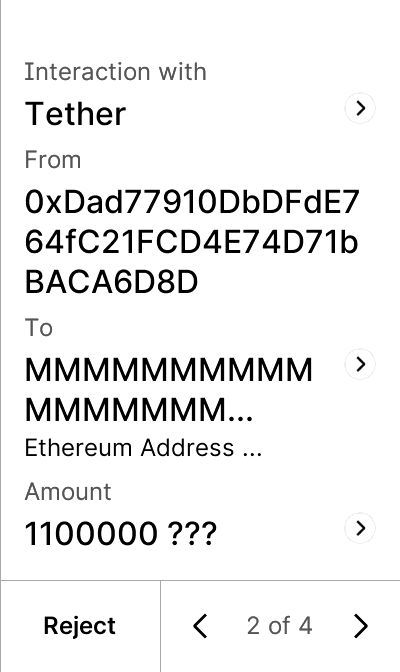 Interaction with
Tether
From
0xDad77910DbDFdE7
64fC21FCD4E74D71b
BACA6D8D
To
MMMMMMMMMM
MMMMMMM...
Ethereum Address ...
Amount
1100000 ???
Reject
2 of 4